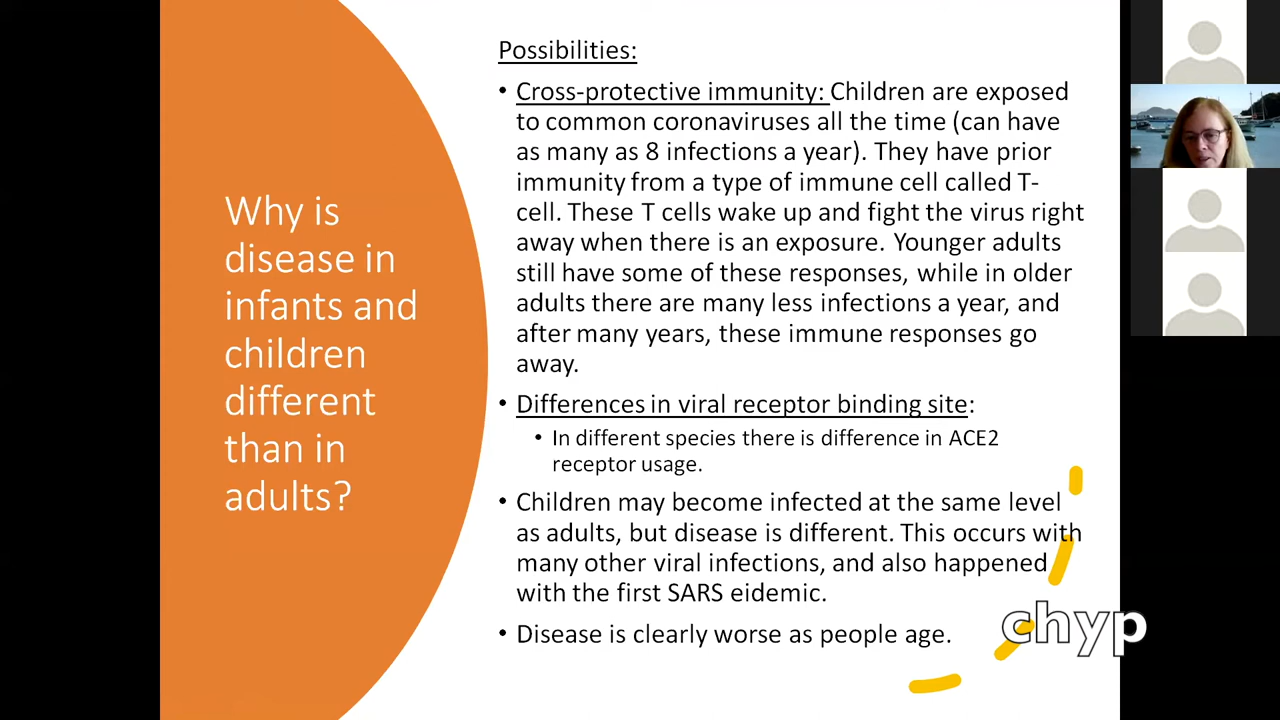 Why is
disease in
infants and
children
different
than in
adults?
Possibilities:
• Cross-protective immunity: Children are exposed
to common coronaviruses all the time (can have
as many as 8 infections a year). They have prior
immunity from a type of immune cell called T-
cell. These T cells wake up and fight the virus right
away when there is an exposure. Younger adults
still have some of these responses, while in older
adults there are many less infections a year, and
after many years, these immune responses go
away.
• Differences in viral receptor binding site:
• In different species there is difference in ACE2
receptor usage.
• Children may become infected at the same level
as adults, but disease is different. This occurs with
many other viral infections, and also happened
with the first SARS eidemic.
• Disease is clearly worse as people age.
chyp